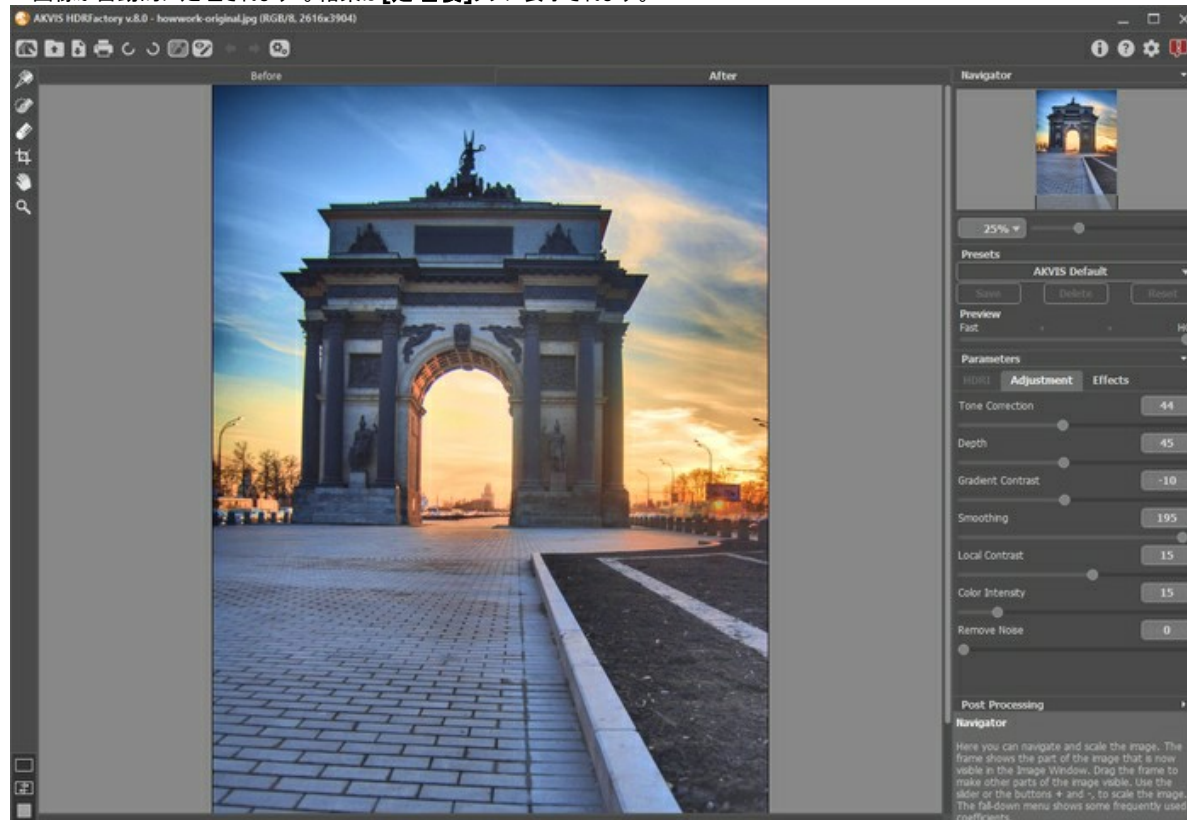 [処理後]
AKVIS HDRFactory v.8.0 - howwork-original.jpg (RGB/8, 2616x3904)
Before After Navigator
25%
Presets
AKVIS Default
Save Delete Reset
Preview
Fast
Parameters
HDRI Adjustment Effects
Tone Correction 44
Depth 45
Gradient Contrast -10
Smoothing 195
Local Contrast 15
Color Intensity 15
Remove Noise 0
Post Processing
Navigator
Here you can navigate and scale the image. The
frame shows the part of the image that is now
visible in the Image Window. Drag the frame to
make other parts of the image visible. Use the
slider or the buttons + and -, to scale the image.
The fall-down menu shows some frequently used
coefficients.